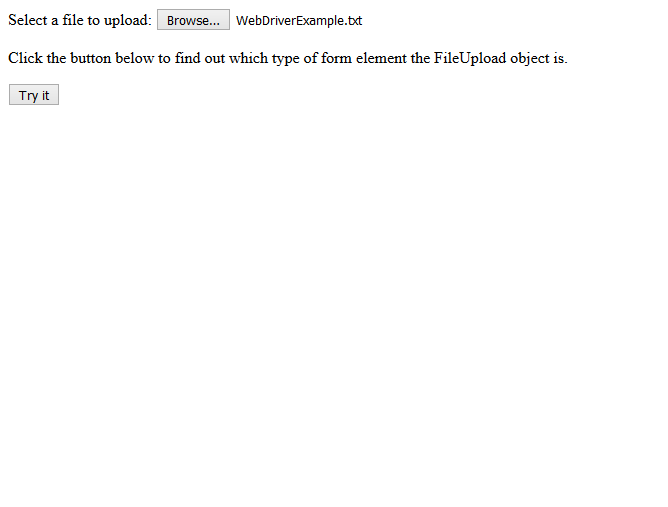 Select a file to upload: Browse... WebDriverExample.txt
Click the button below to find out which type of form element the FileUpload object is.
Try it